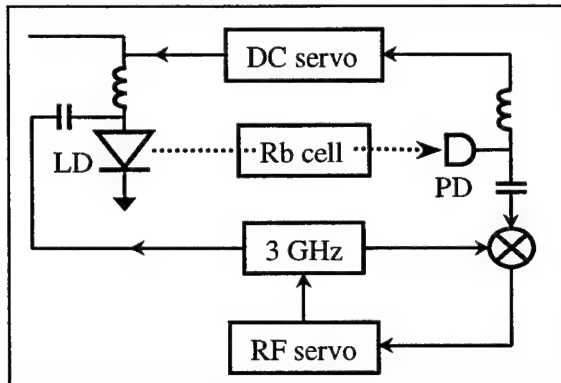 DC servo
LD
Rb cell
PD
3 GHz
RF servo